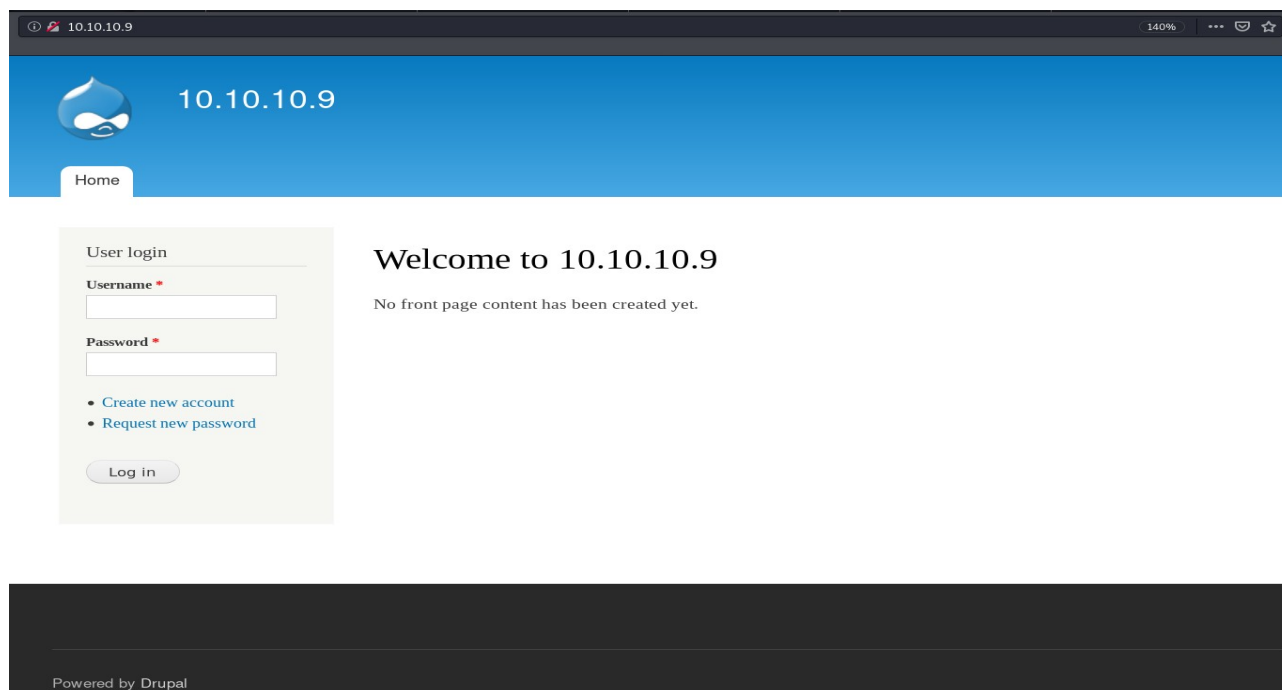 10.10.10.9
140%
10.10.10.9
Home
User login
Username *
Password *
Create new account
Request new password
Log in
Welcome to 10.10.10.9
No front page content has been created yet.
Powered by Drupal